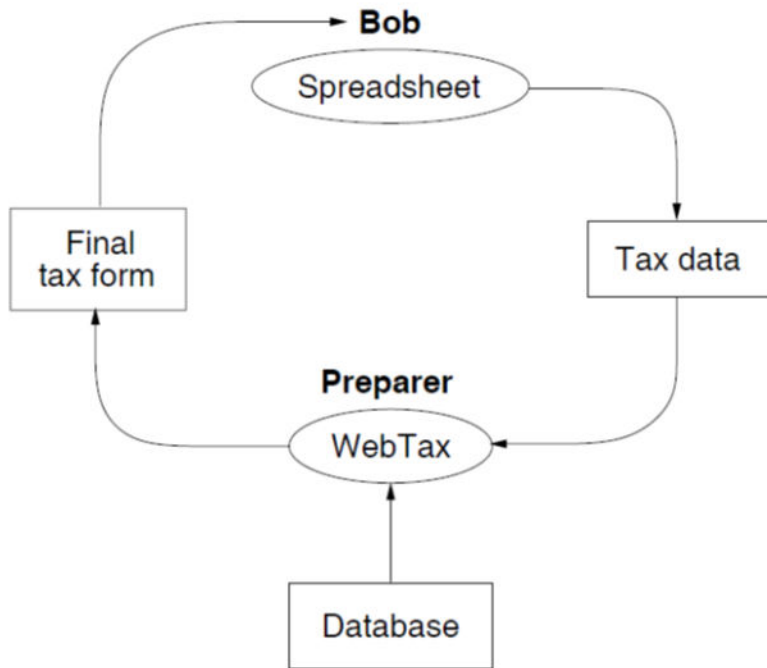 Bob
Spreadsheet
Final
tax form
Tax data
Preparer
WebTax
Database